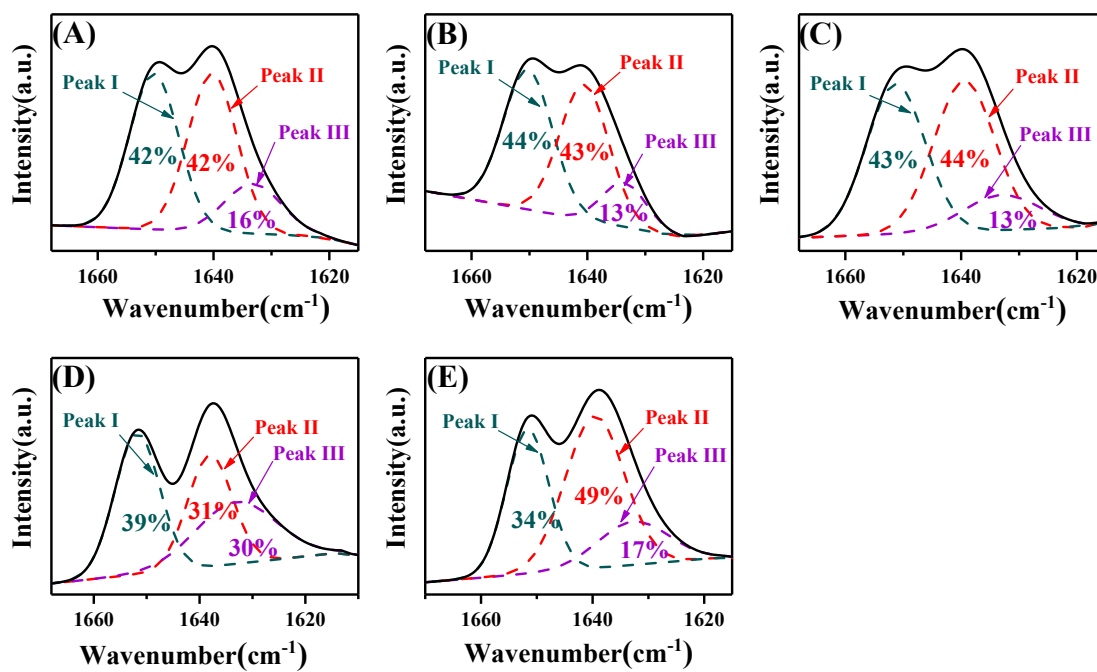 (A)
Intensity(a.u.)
Peak I
Peak II
Peak III
42%
42%
16%
1660
1640
1620
Wavenumber(cm-1)
(B)
Intensity(a.u.)
Peak I
Peak II
Peak III
44%
43%
13%
1660
1640
1620
Wavenumber(cm-1)
(C)
Intensity(a.u.)
Peak I
Peak II
Peak III
43%
44%
13%
1660
1640
1620
Wavenumber(cm-1)
(D)
Intensity(a.u.)
Peak I
Peak II
Peak III
39%
31%
30%
1660
1640
1620
Wavenumber(cm-1)
(E)
Intensity(a.u.)
Peak I
Peak II
Peak III
34%
49%
17%
1660
1640
1620
Wavenumber(cm-1)